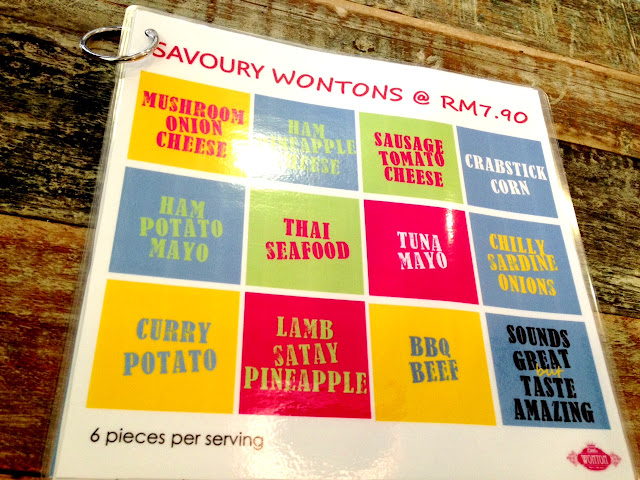 SAVOURY WONTONS @ RM7.90
MUSHROOM
ONION
CHEESE
HAM
PINEAPPLE
CHEESE
SAUSAGE
TOMATO
CHEESE
CRABSTICK
CORN
HAM
POTATO
MAYO
THAI
SEAFOOD
TUNA
MAYO
CHILLY
SARDINE
ONIONS
CURRY
POTATO
LAMB
SATAY
PINEAPPLE
BBQ
BEEF
SOUNDS
GREAT
but
TASTE
AMAZING
6 pieces per serving
WONTON